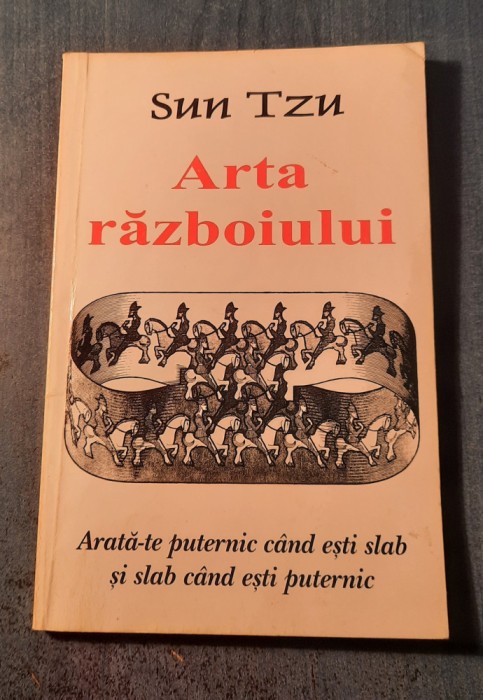 Sun Tzu
Arta
războiului
Arată-te puternic când ești slab
și slab când ești puternic